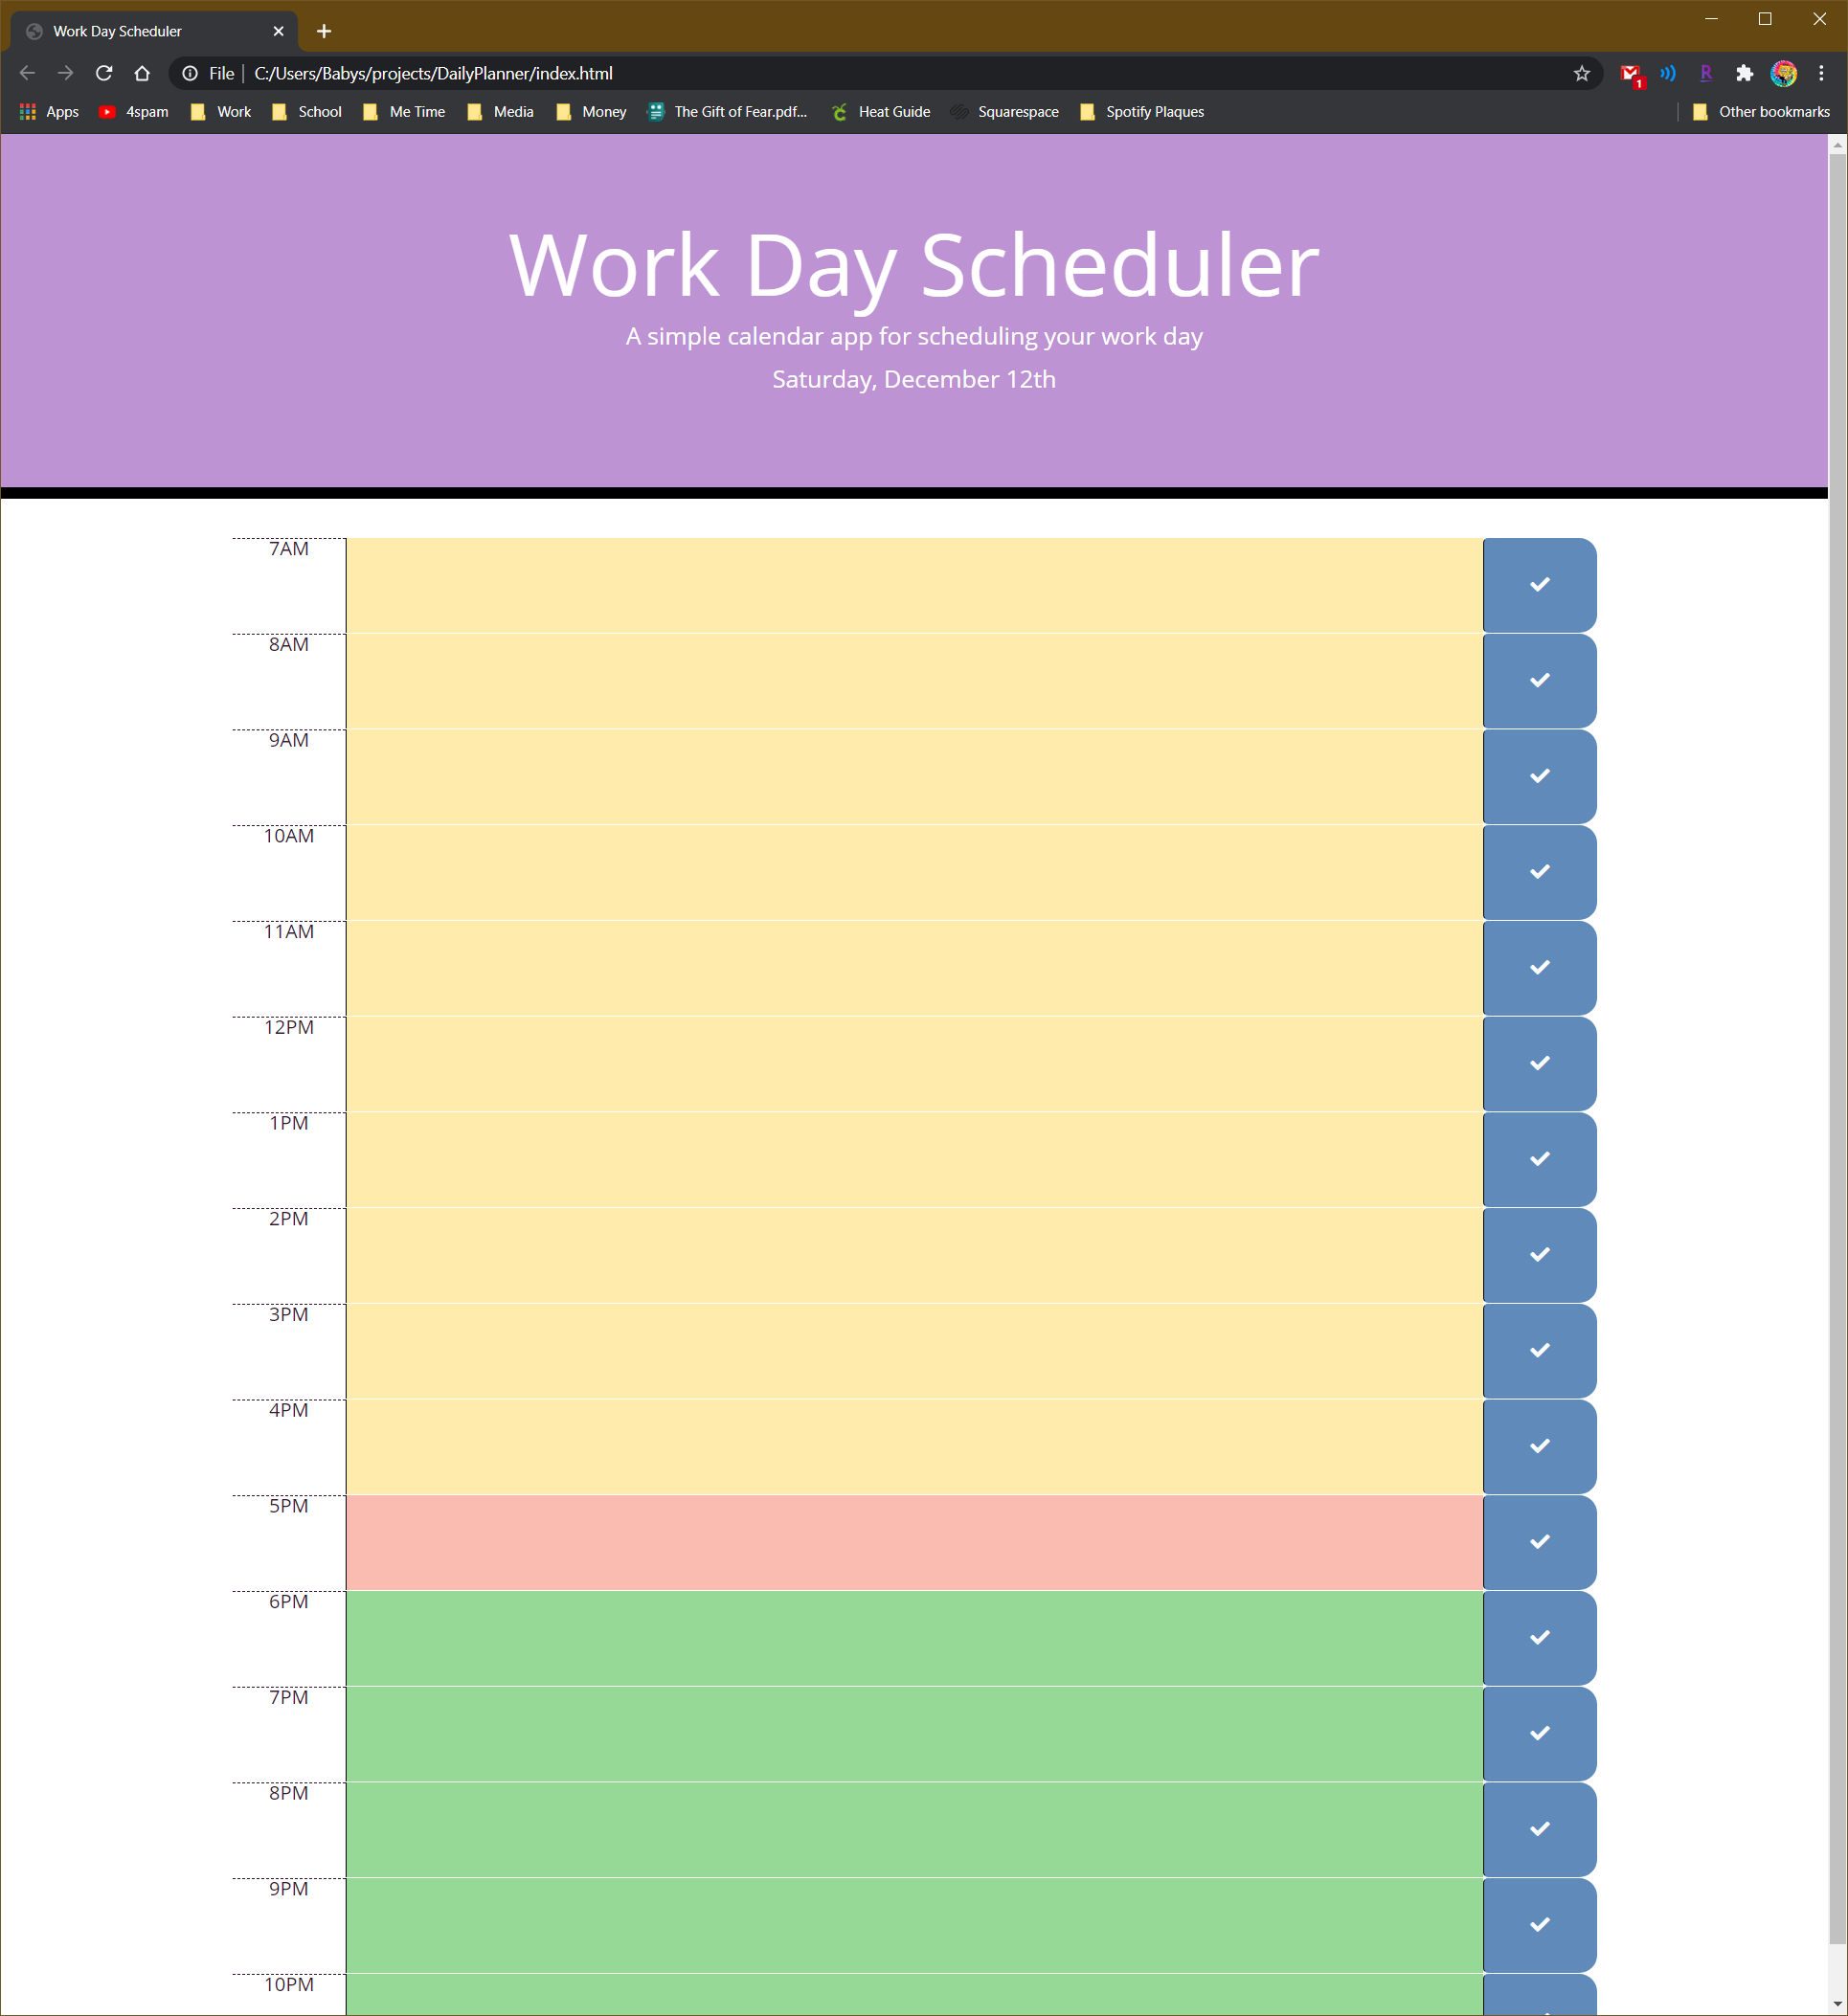 Work Day Scheduler
File C:/Users/Babys/projects/DailyPlanner/index.html 1 R
Apps 4spam Work School Me Time Media Money The Gift of Fear.pdf... Heat Guide Squarespace Spotify Plaques Other bookmarks
Work Day Scheduler
A simple calendar app for scheduling your work day
Saturday, December 12th
7AM
8AM
9AM
10AM
11AM
12PM
1PM
2PM
3PM
4PM
5PM
6PM
7PM
8PM
9PM
10PM